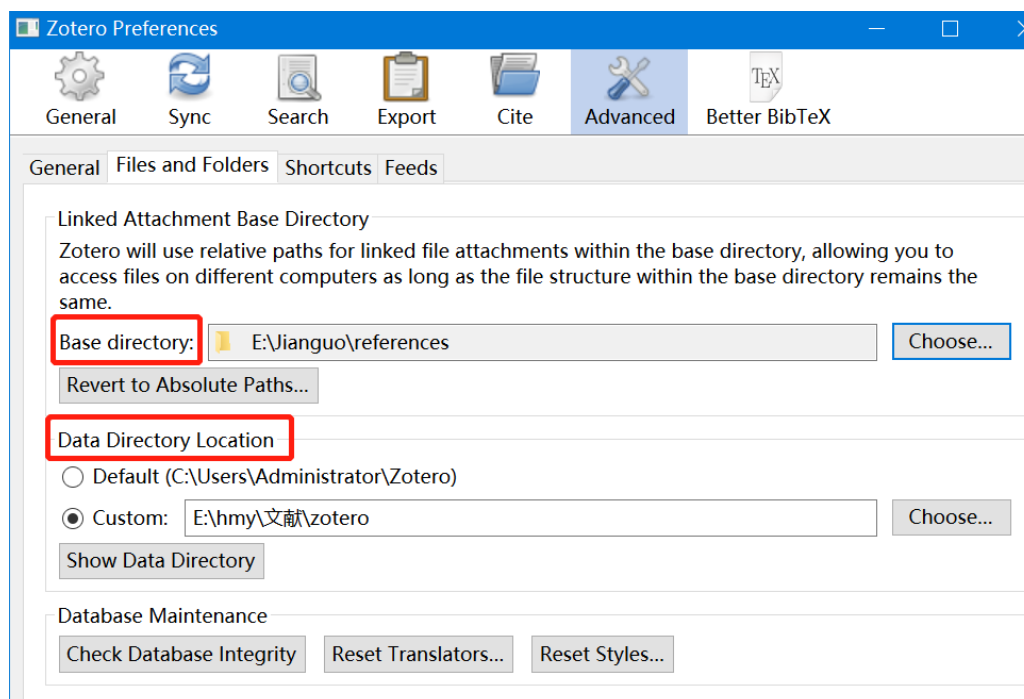 Zotero Preferences
General Sync Search Export Cite Advanced Better BibTeX
TEX
General Files and Folders Shortcuts Feeds
Linked Attachment Base Directory
Zotero will use relative paths for linked file attachments within the base directory, allowing you to
access files on different computers as long as the file structure within the base directory remains the
same.
Base directory: E:\Jianguo\references Choose...
Revert to Absolute Paths...
Data Directory Location
Default (C:\Users\Administrator\Zotero)
Custom: E:\hmy\文献\zotero Choose...
Show Data Directory
Database Maintenance
Check Database Integrity Reset Translators... Reset Styles...